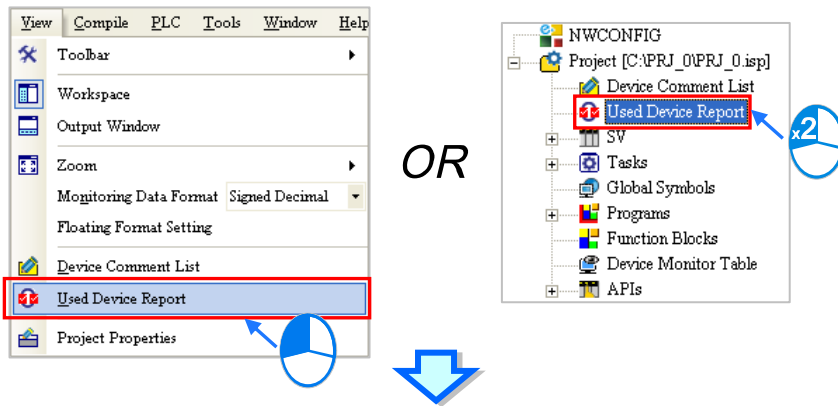 View Compile PLC Tools Window Help
Toolbar
Workspace
Output Window
Zoom
Monitoring Data Format Signed Decimal
Floating Format Setting
Device Comment List
Used Device Report
Project Properties
OR
NWCONFIG
Project [C:\PRJ_0\PRJ_0.isp]
Device Comment List
Used Device Report
x2
SV
Tasks
Global Symbols
Programs
Function Blocks
Device Monitor Table
APIs